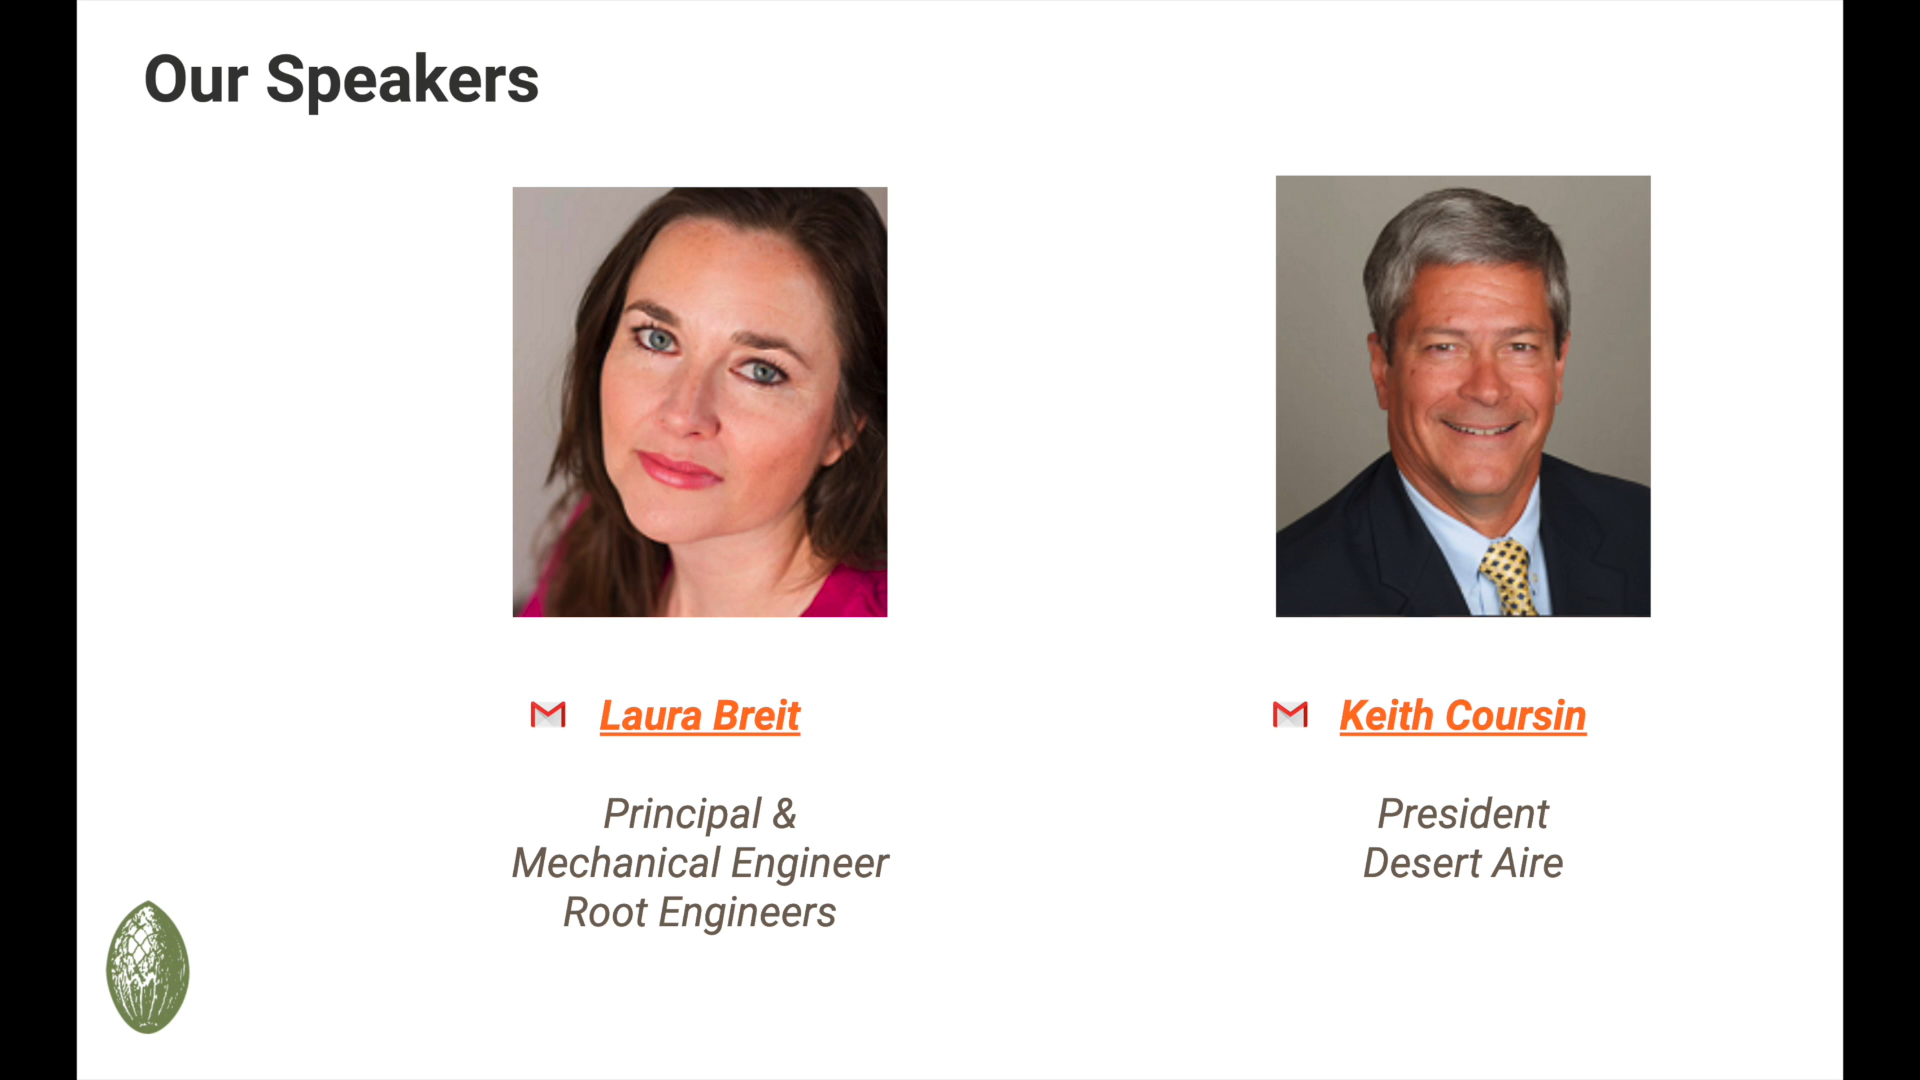 Our Speakers
Laura Breit
Principal &
Mechanical Engineer
Root Engineers
Keith Coursin
President
Desert Aire